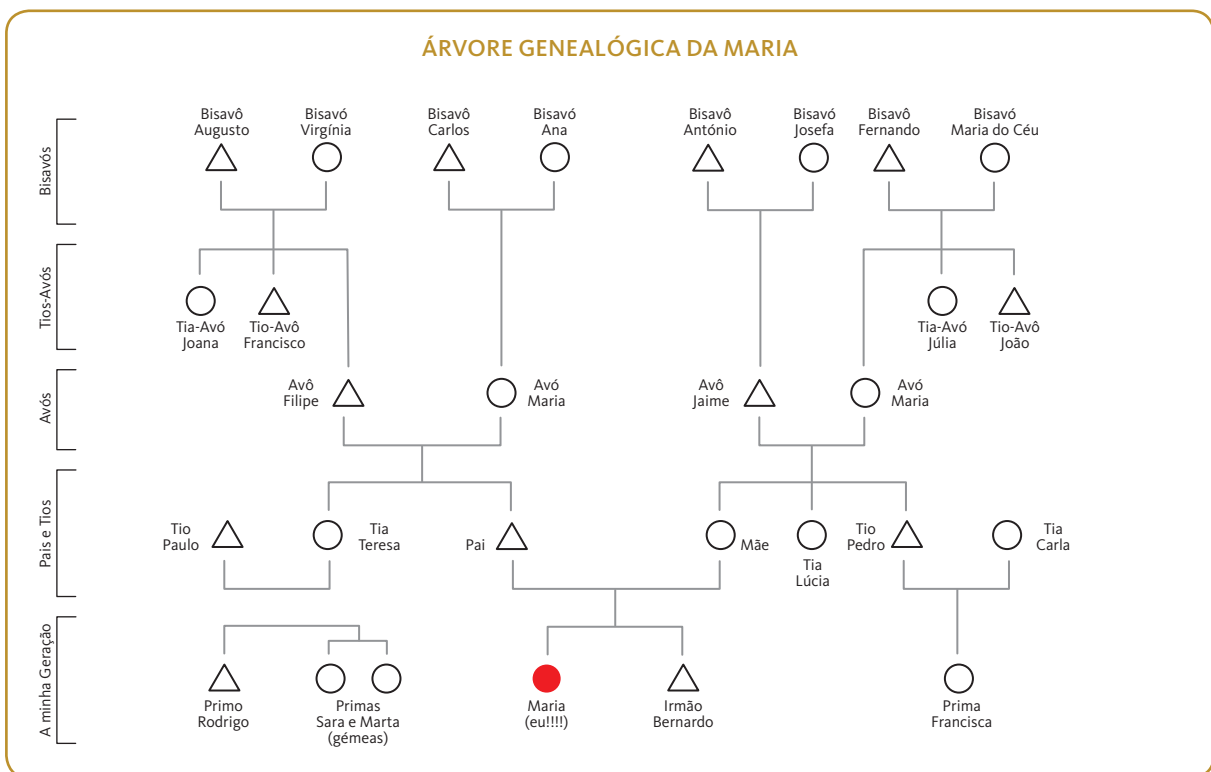 ÁRVORE GENEALÓGICA DA MARIA
Bisavós
Bisavô
Augusto
Bisavó
Virgínia
Bisavô
Carlos
Bisavó
Ana
Bisavô
António
Bisavó
Josefa
Bisavô
Fernando
Bisavó
Maria do Céu
Tios-Avós
Tia-Avó
Joana
Tio-Avô
Francisco
Tia-Avó
Júlia
Tio-Avô
João
Avós
Avô
Filipe
Avó
Maria
Avô
Jaime
Avó
Maria
Pais e Tios
Tio
Paulo
Tia
Teresa
Pai
Mãe
Tia
Lúcia
Tio
Pedro
Tia
Carla
A minha Geração
Primo
Rodrigo
Primas
Sara e Marta
(gémeas)
Maria
(eu!!!!)
Irmão
Bernardo
Prima
Francisca